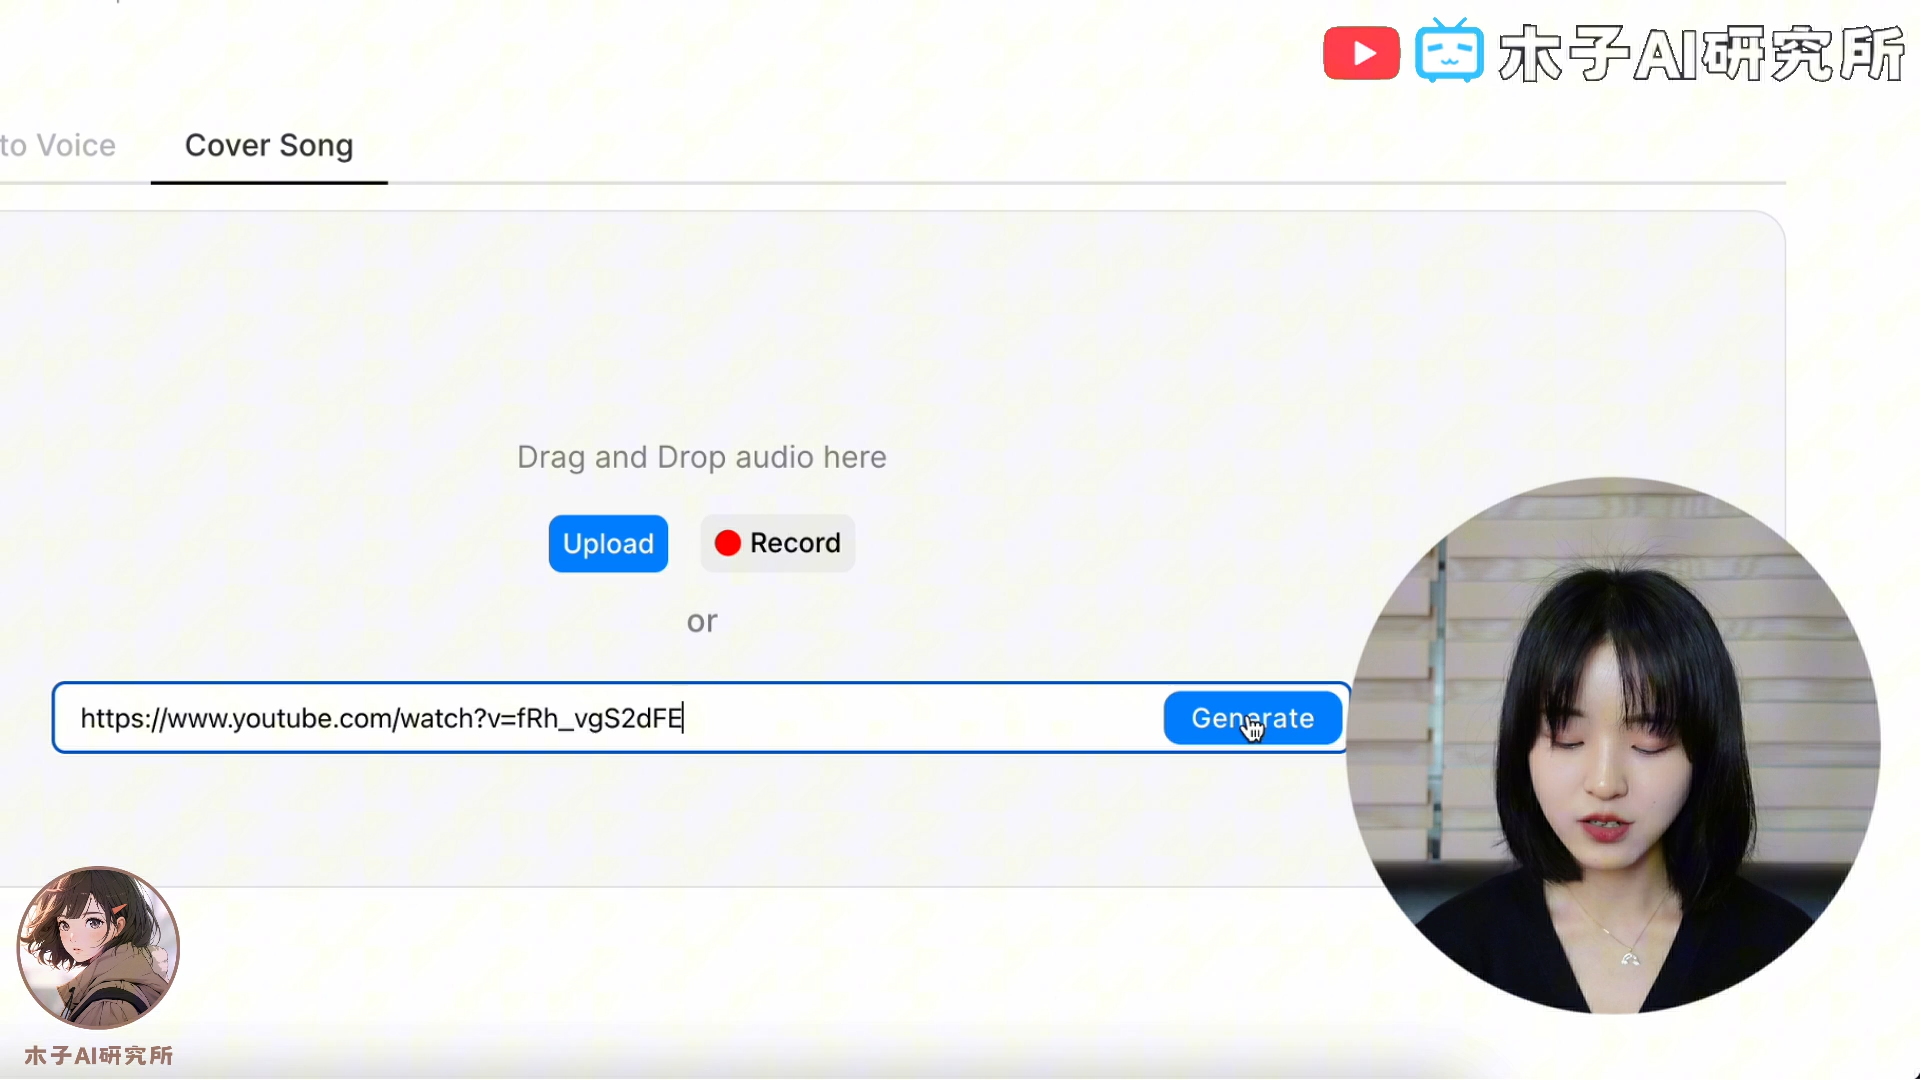 木子AI研究所
to Voice
Cover Song
Drag and Drop audio here
Upload
Record
or
https://www.youtube.com/watch?v=fRh_vgS2dFE
Generate
木子AI研究所